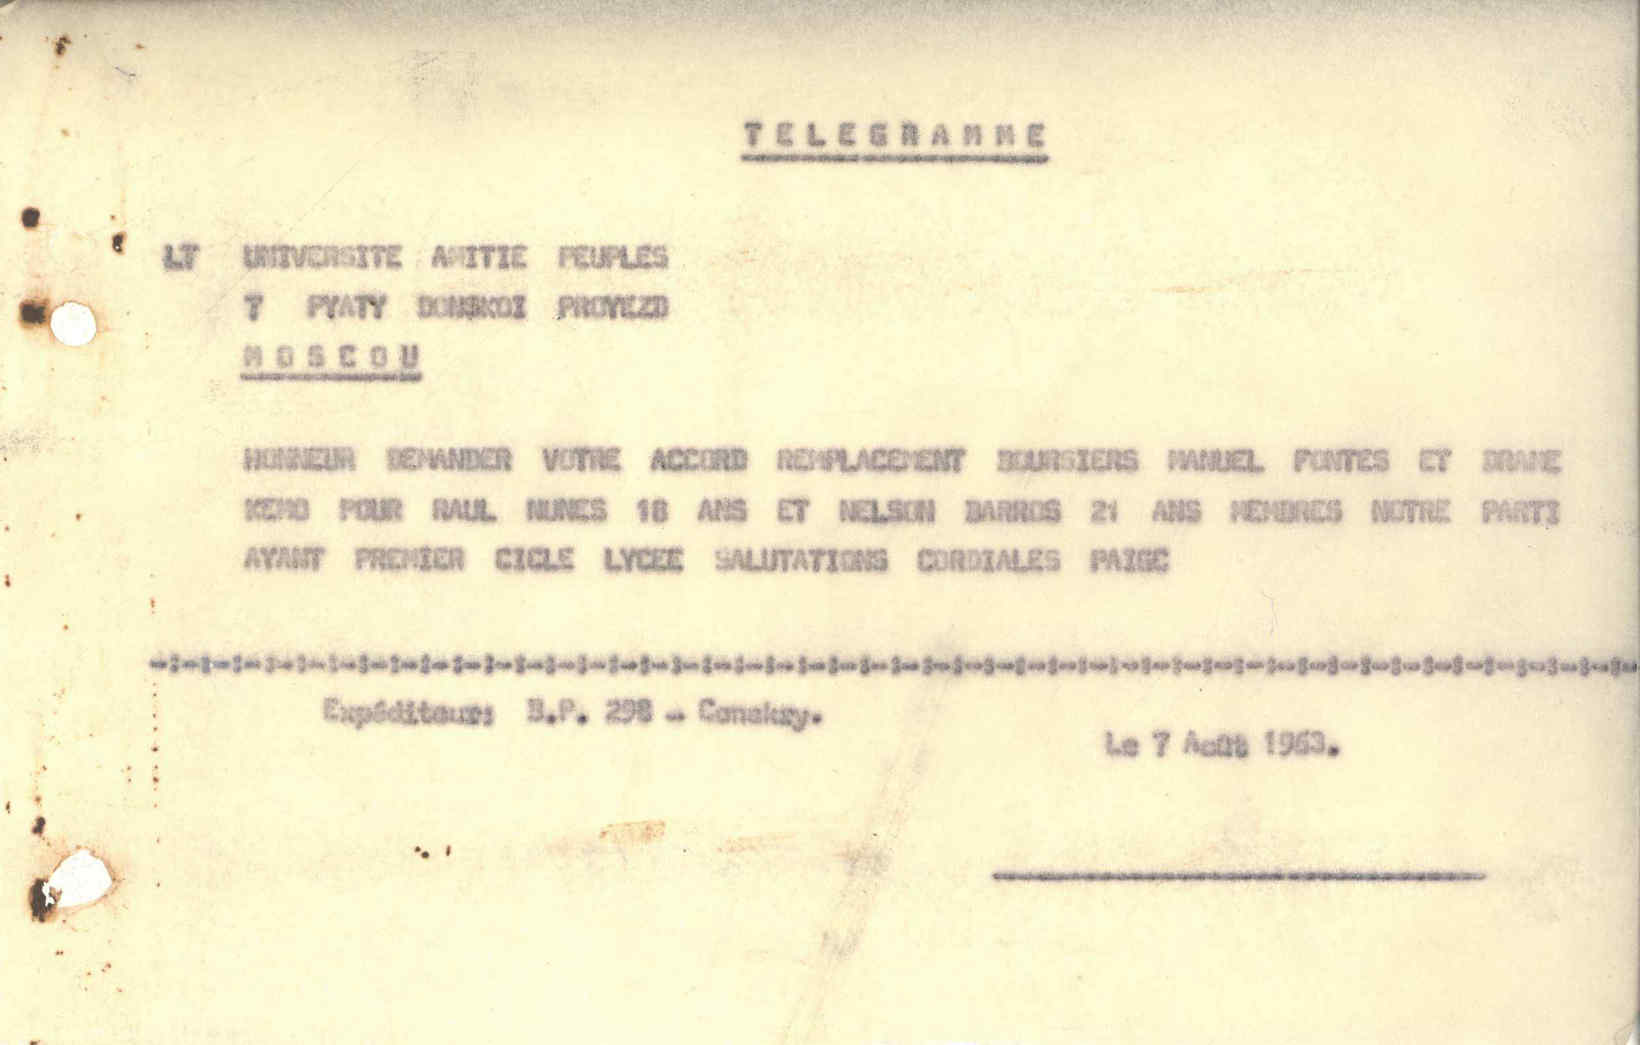 TELEGRAMME
LT UNIVERSITE AMITIE PEUPLES
7 PYATY DONSKOI PROYEZD
MOSCOU
HONNEUR DEMANDER VOTRE ACCORD REMPLACEMENT BOURSIERS MANUEL FONTES ET DRAME
KEMO POUR RAUL NUNES 18 ANS ET NELSON BARROS 21 ANS MEMBRES NOTRE PARTI
AYANT PREMIER CICLE LYCEE SALUTATIONS CORDIALES PAIGC
Expéditeur: B.P. 298 - Conakry.
Le 7 Août 1963.